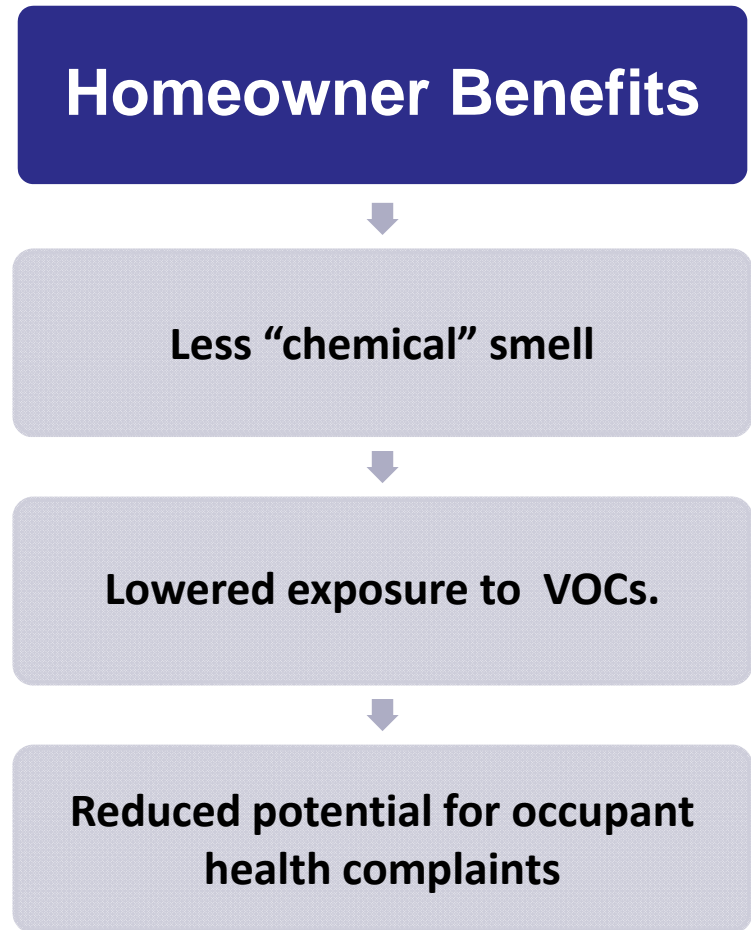 Homeowner Benefits
Less “chemical” smell
Lowered exposure to  VOCs.
Reduced potential for occupant
health complaints